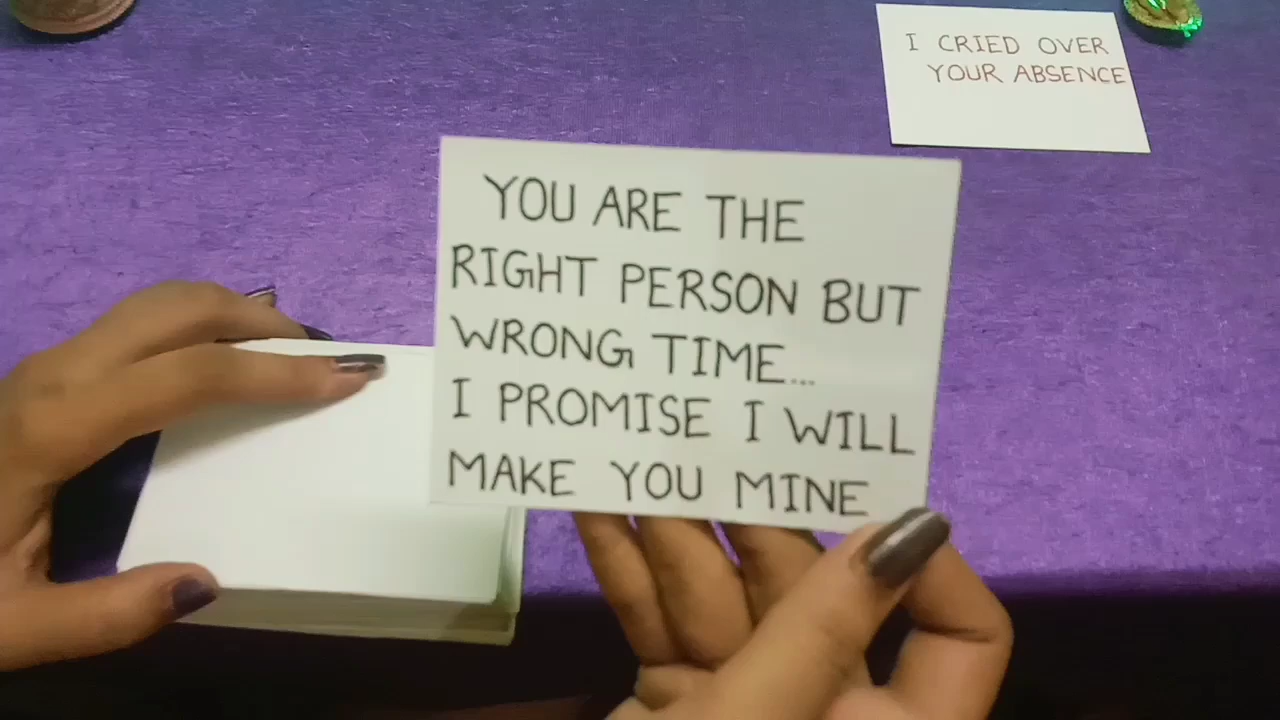 I CRIED OVER
YOUR ABSENCE
YOU ARE THE
RIGHT PERSON BUT
WRONG TIME...
I PROMISE I WILL
MAKE YOU MINE